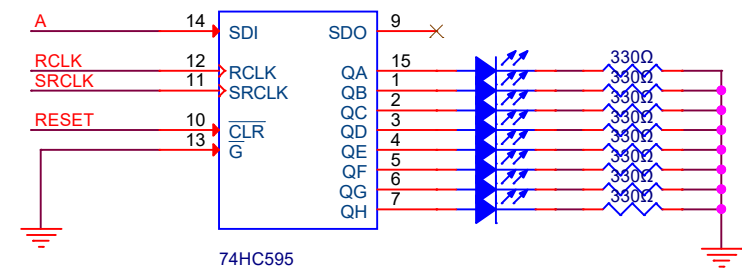 A 14 SDI SDO 9
RCLK 12 RCLK QA 15 330Ω
SRCLK 11 SRCLK QB 1 330Ω
QC 2 330Ω
RESET 10 CLR QD 3 330Ω
13 G QE 4 330Ω
QF 5 330Ω
QG 6 330Ω
QH 7 330Ω
74HC595